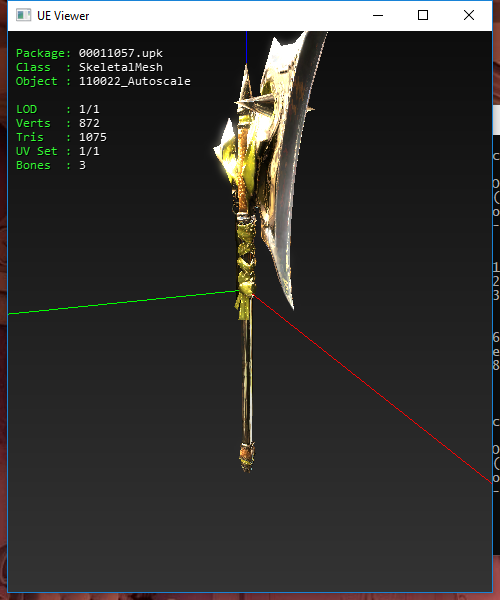 UE Viewer
Package: 00011057.upk
Class : SkeletalMesh
Object : 110022_Autoscale
LOD : 1/1
Verts : 872
Tris : 1075
UV Set : 1/1
Bones : 3